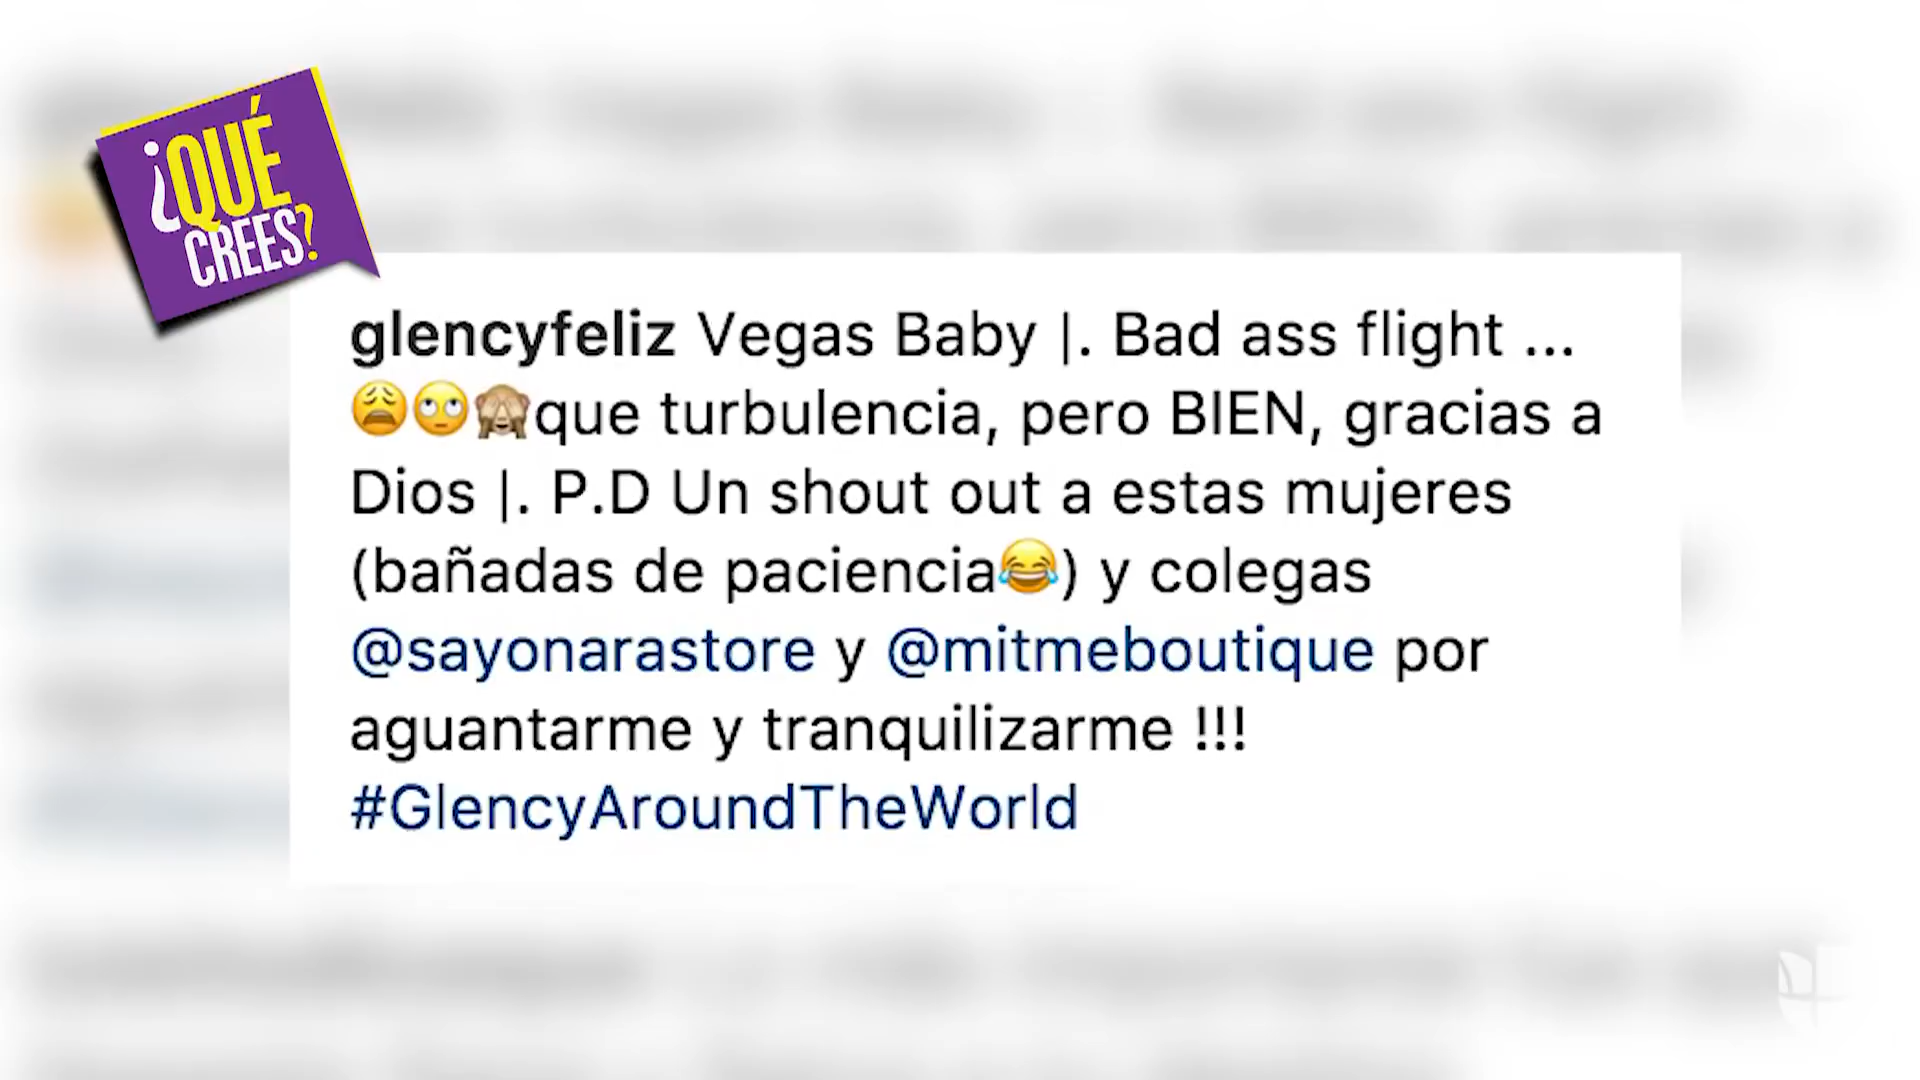 ¿QUÉ
CREES?
glencyfeliz Vegas Baby |. Bad ass flight ...
😩🙄🙈que turbulencia, pero BIEN, gracias a
Dios |. P.D Un shout out a estas mujeres
(bañadas de paciencia😂) y colegas
@sayonarastore y @mitmeboutique por
aguantarme y tranquilizarme !!!
#GlencyAroundTheWorld